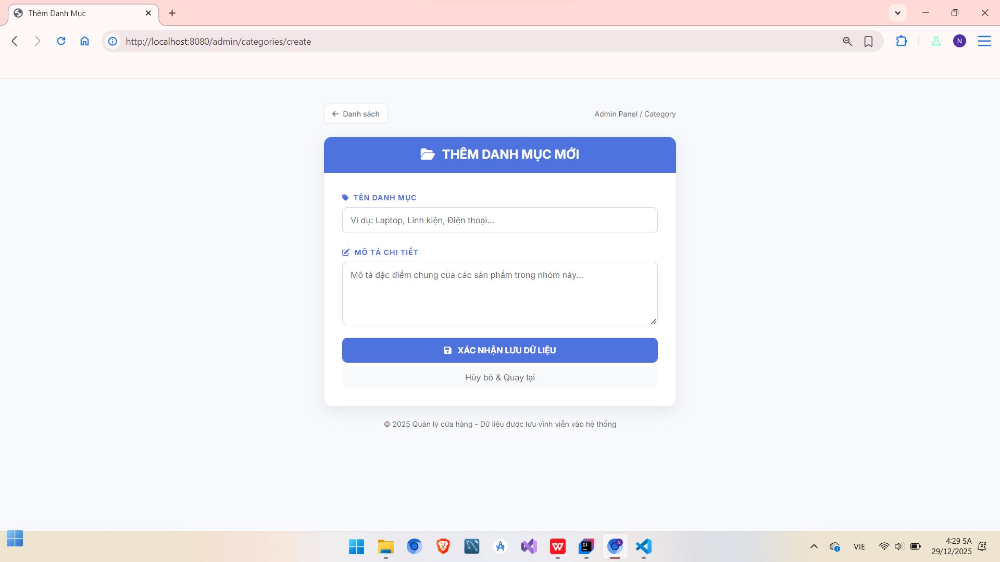 Thêm Danh Mục
http://localhost:8080/admin/categories/create
N
Danh sách
Admin Panel / Category
THÊM DANH MỤC MỚI
TÊN DANH MỤC
Ví dụ: Laptop, Linh kiện, Điện thoại...
MÔ TẢ CHI TIẾT
Mô tả đặc điểm chung của các sản phẩm trong nhóm này...
XÁC NHẬN LƯU DỮ LIỆU
Hủy bỏ & Quay lại
© 2025 Quản lý cửa hàng - Dữ liệu được lưu vĩnh viễn vào hệ thống
VIE
4:29 SA
29/12/2025